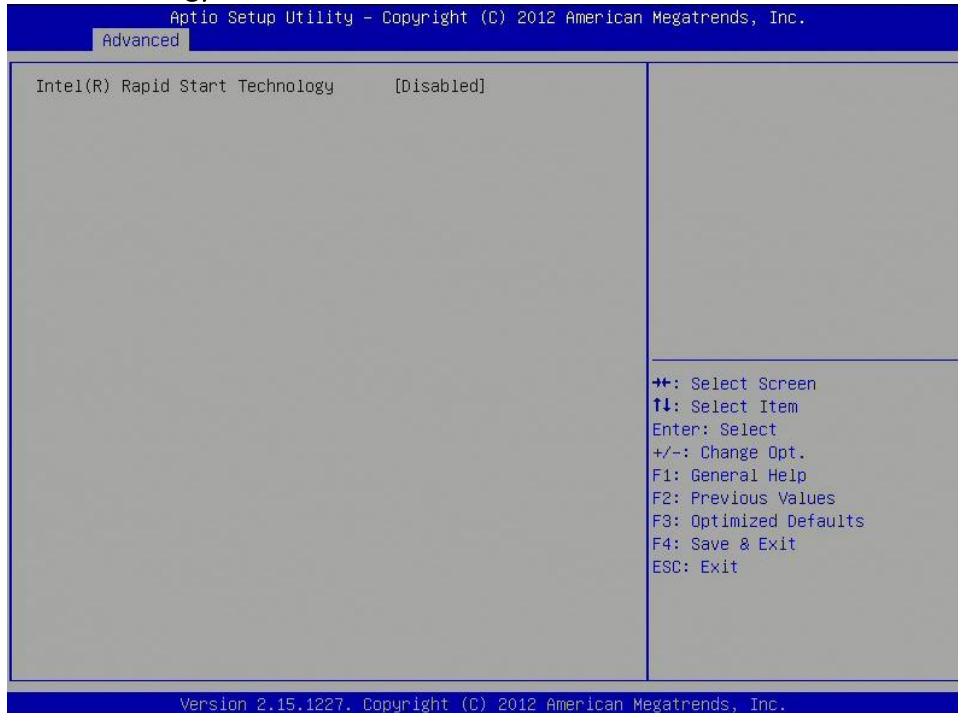 Aptio Setup Utility – Copyright (C) 2012 American Megatrends, Inc.
Advanced
Intel(R) Rapid Start Technology [Disabled]
→←: Select Screen
↑↓: Select Item
Enter: Select
+/-: Change Opt.
F1: General Help
F2: Previous Values
F3: Optimized Defaults
F4: Save & Exit
ESC: Exit
Version 2.15.1227. Copyright (C) 2012 American Megatrends, Inc.